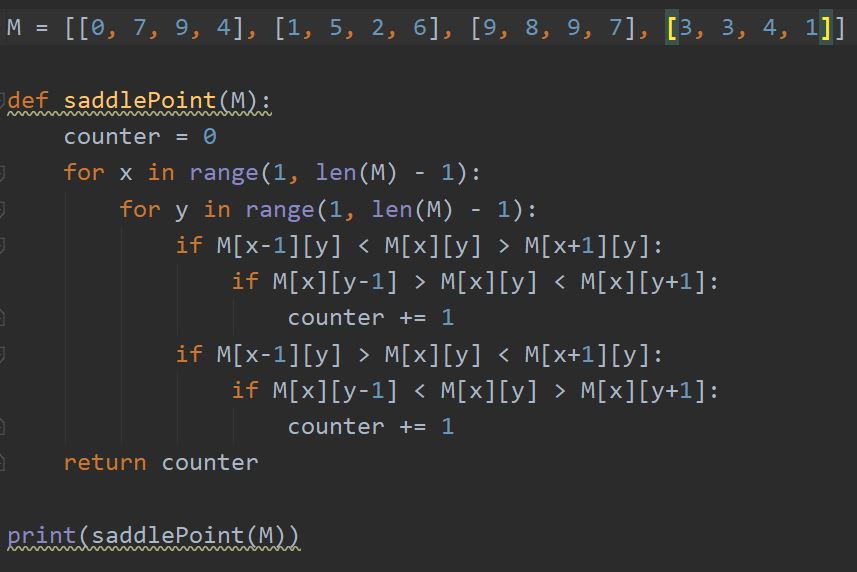 M = [[0, 7, 9, 4], [1, 5, 2, 6], [9, 8, 9, 7], [3, 3, 4, 1]]
def saddlePoint(M):
    counter = 0
    for x in range(1, len(M) - 1):
        for y in range(1, len(M) - 1):
            if M[x-1][y] < M[x][y] > M[x+1][y]:
                if M[x][y-1] > M[x][y] < M[x][y+1]:
                    counter += 1
            if M[x-1][y] > M[x][y] < M[x+1][y]:
                if M[x][y-1] < M[x][y] > M[x][y+1]:
                    counter += 1
    return counter
print(saddlePoint(M))